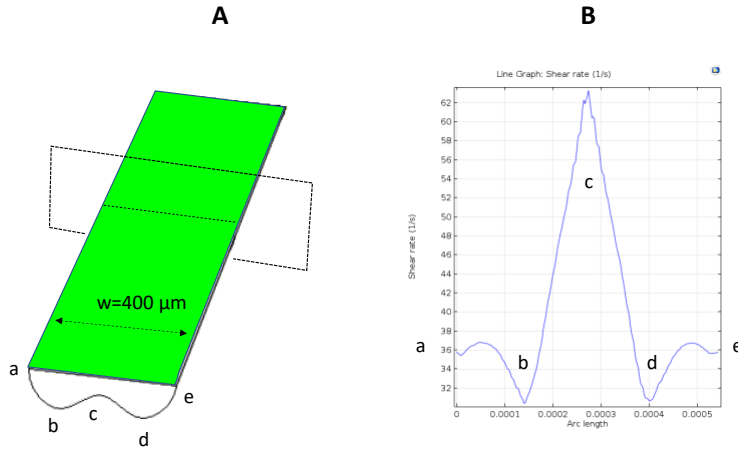 A
B
w=400 μm
a
b
c
d
e
Line Graph: Shear rate (1/s)
Shear rate (1/s)
62
60
58
56
54
52
50
48
46
44
42
40
38
36
34
32
a
b
c
d
e
0
0.0001
0.0002
0.0003
0.0004
0.0005
Arc length